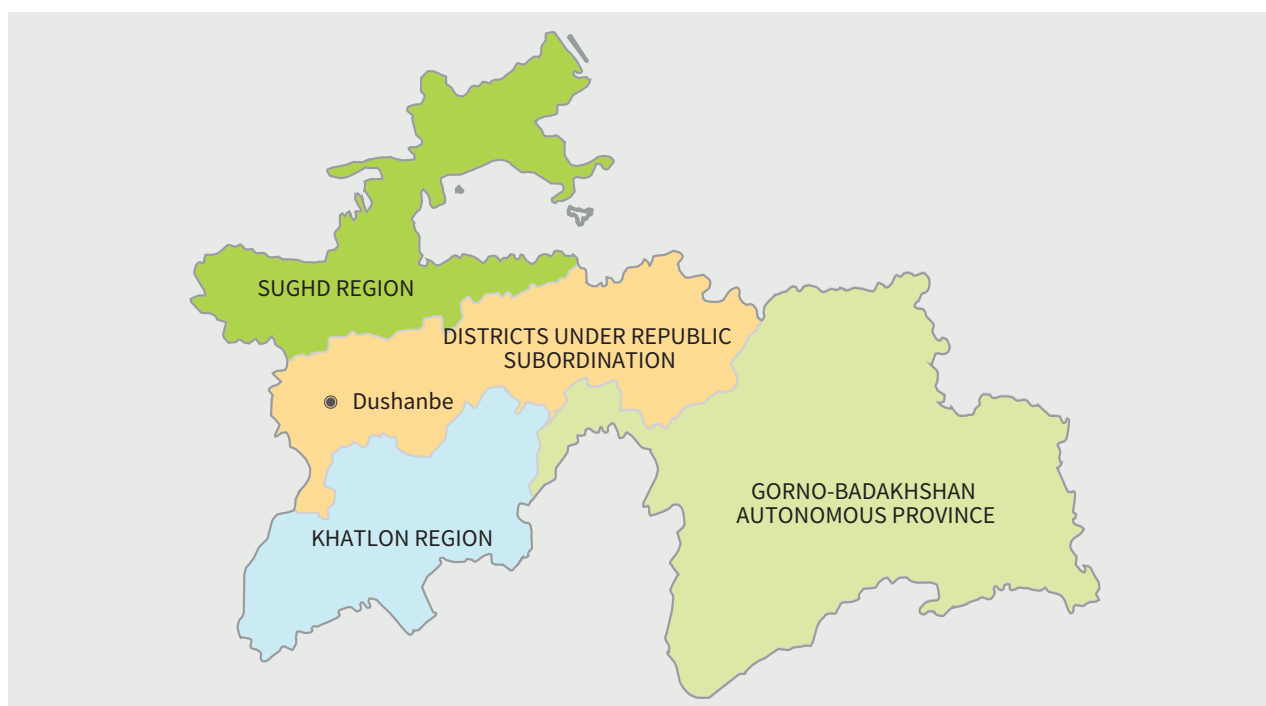 SUGHD REGION
DISTRICTS UNDER REPUBLIC
SUBORDINATION
Dushanbe
GORNO-BADAKHSHAN
AUTONOMOUS PROVINCE
KHATLON REGION